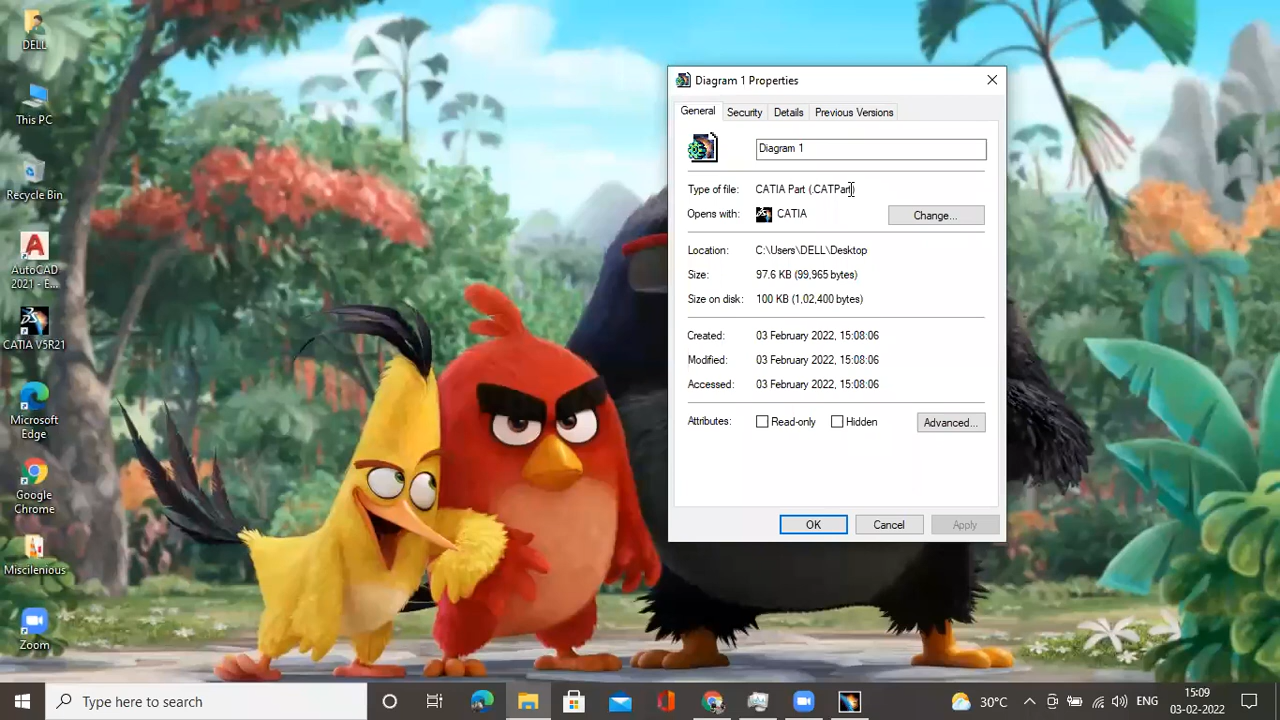 DELL
This PC
Recycle Bin
AutoCAD
2021 - E...
CATIA V5R21
Microsoft
Edge
Google
Chrome
Miscilenious
Zoom
Diagram 1 Properties
General Security Details Previous Versions
Diagram 1
Type of file: CATIA Part (.CATPart)
Opens with: CATIA Change...
Location: C:\Users\DELL\Desktop
Size: 97.6 KB (99,965 bytes)
Size on disk: 100 KB (1,02,400 bytes)
Created: 03 February 2022, 15:08:06
Modified: 03 February 2022, 15:08:06
Accessed: 03 February 2022, 15:08:06
Attributes: Read-only Hidden Advanced...
OK Cancel Apply
Type here to search
30°C ENG 15:09
03-02-2022